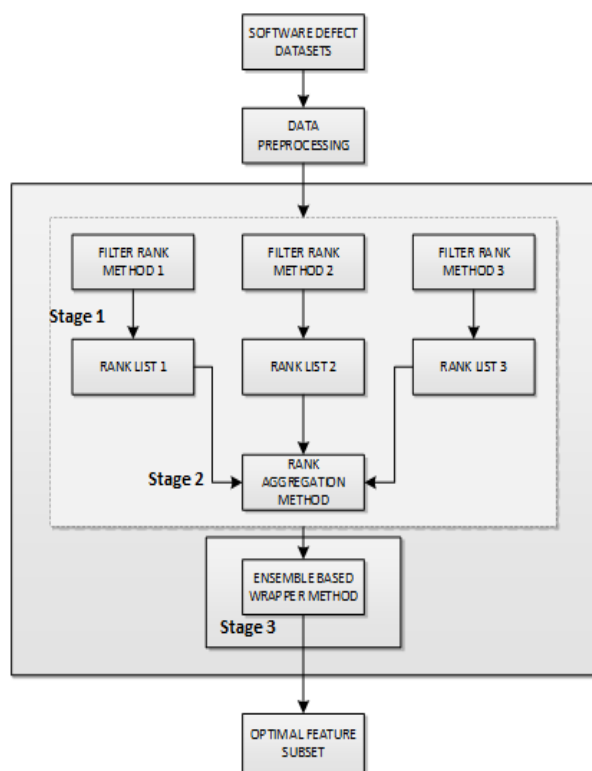 SOFTWARE DEFECT
DATASETS
DATA
PREPROCESSING
FILTER RANK
METHOD 1
FILTER RANK
METHOD 2
FILTER RANK
METHOD 3
Stage 1
RANK LIST 1
RANK LIST 2
RANK LIST 3
Stage 2
RANK
AGGREGATION
METHOD
ENSEMBLE BASED
WRAPPER METHOD
Stage 3
OPTIMAL FEATURE
SUBSET